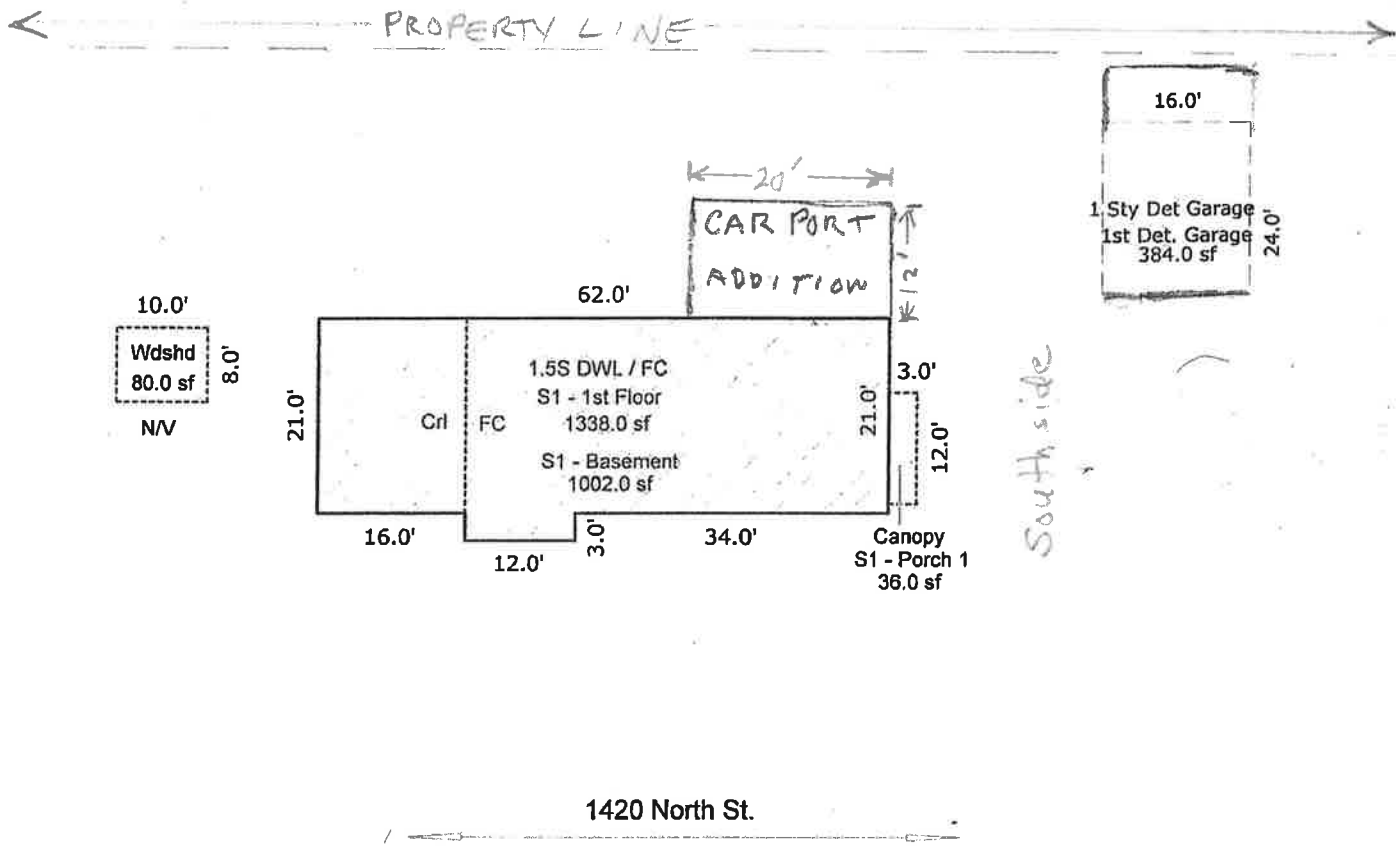 PROPERTY LINE
16.0'
1 Sty Det Garage
1st Det. Garage
384.0 sf
24.0'
20'
CAR PORT
ADDITION
12'
10.0'
Wdshd
80.0 sf
8.0'
N/V
62.0'
21.0'
Crl
FC
1.5S DWL / FC
S1 - 1st Floor
1338.0 sf
S1 - Basement
1002.0 sf
21.0'
3.0'
12.0'
16.0'
12.0'
3.0'
34.0'
Canopy
S1 - Porch 1
36.0 sf
South side
1420 North St.